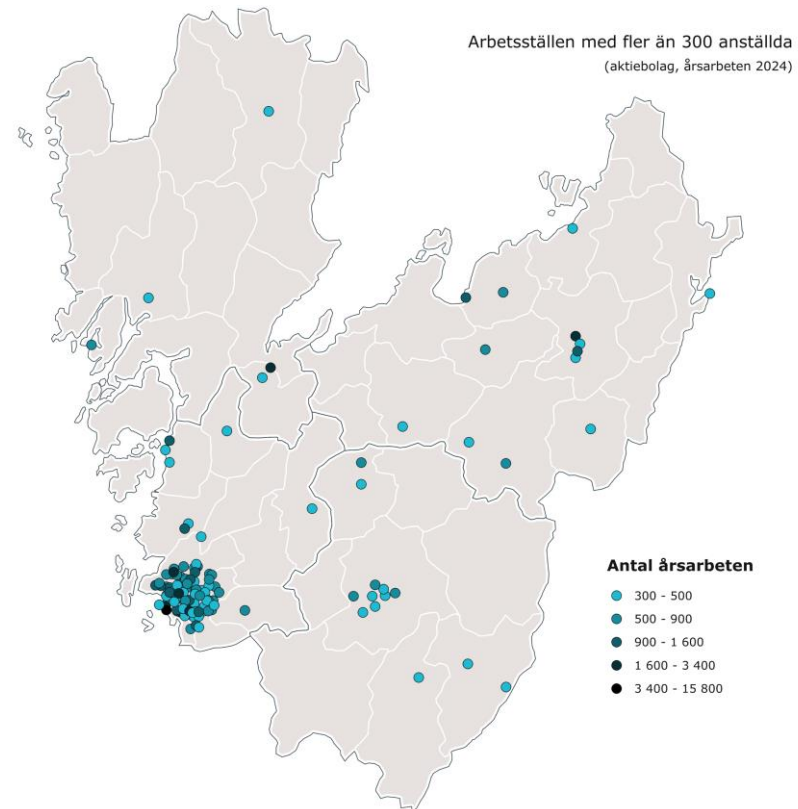 Arbetsställen med fler än 300 anställda
(aktiebolag, årsarbeten 2024)
Antal årsarbeten
300 - 500
500 - 900
900 - 1 600
1 600 - 3 400
3 400 - 15 800